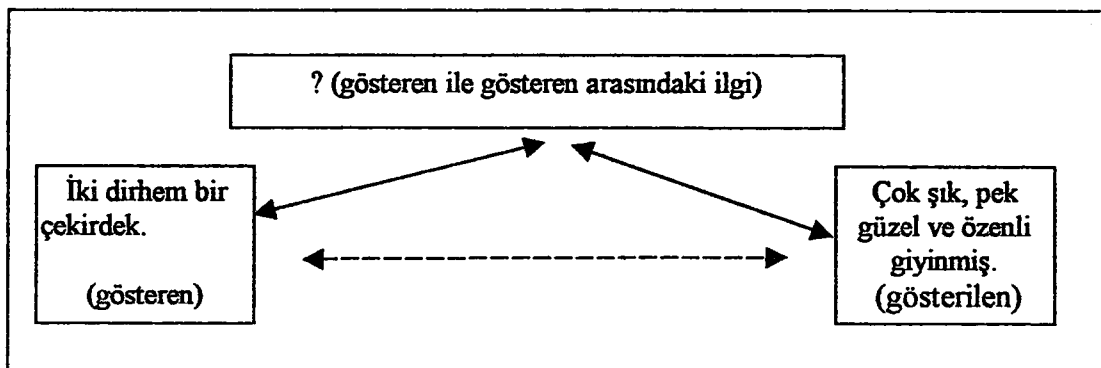 ? (gösteren ile gösteren arasındaki ilgi)
İki dirhem bir
çekirdek.
(gösteren)
Çok şık, pek
güzel ve özenli
giyinmiş.
(gösterilen)